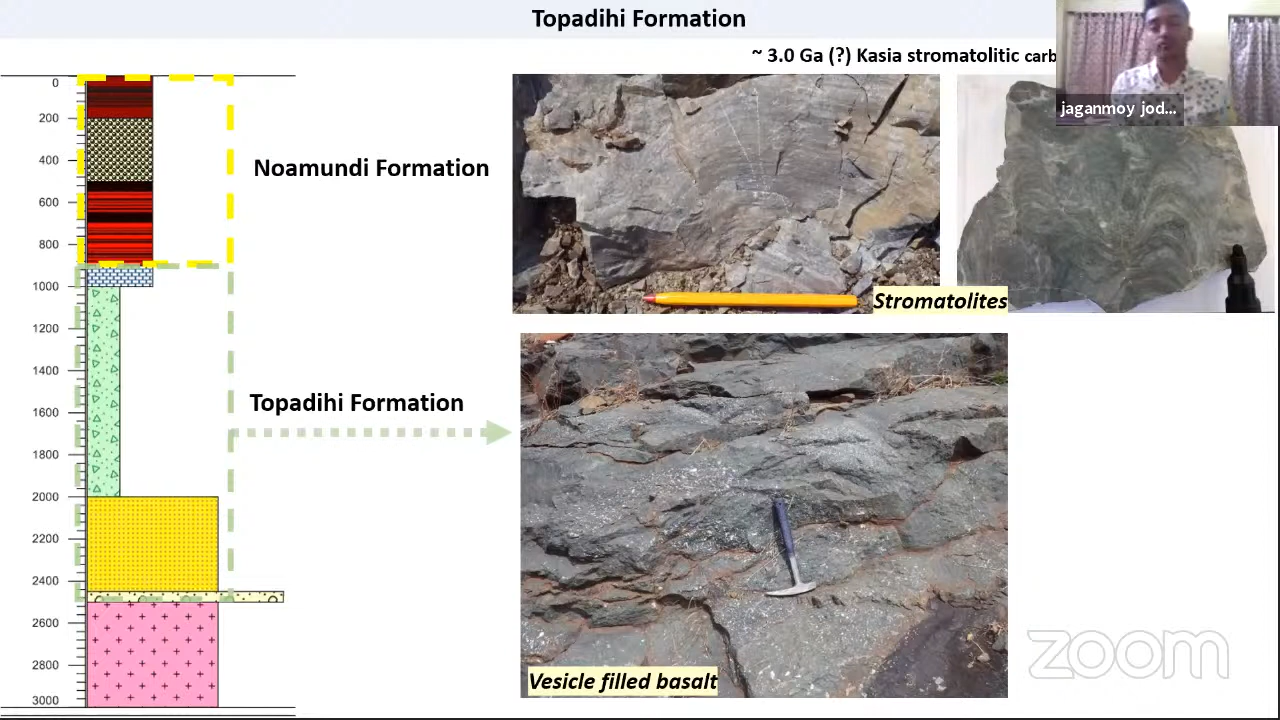 Topadihi Formation
~ 3.0 Ga (?) Kasia stromatolitic carb
jaganmoy jod...
0
200
400
600
800
1000
1200
1400
1600
1800
2000
2200
2400
2600
2800
3000
Noamundi Formation
Topadihi Formation
Stromatolites
Vesicle filled basalt
zoom